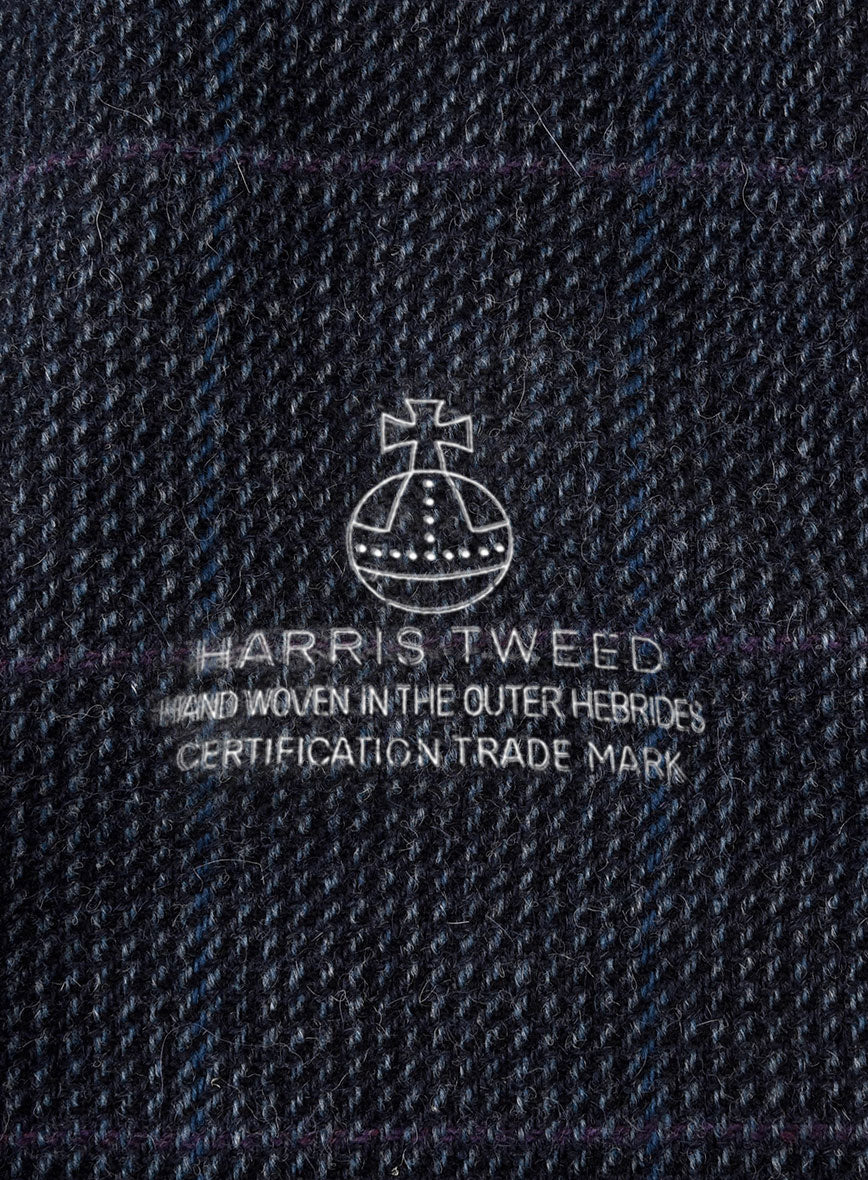 HARRIS TWEED
HAND WOVEN IN THE OUTER HEBRIDES
CERTIFICATION TRADE MARK